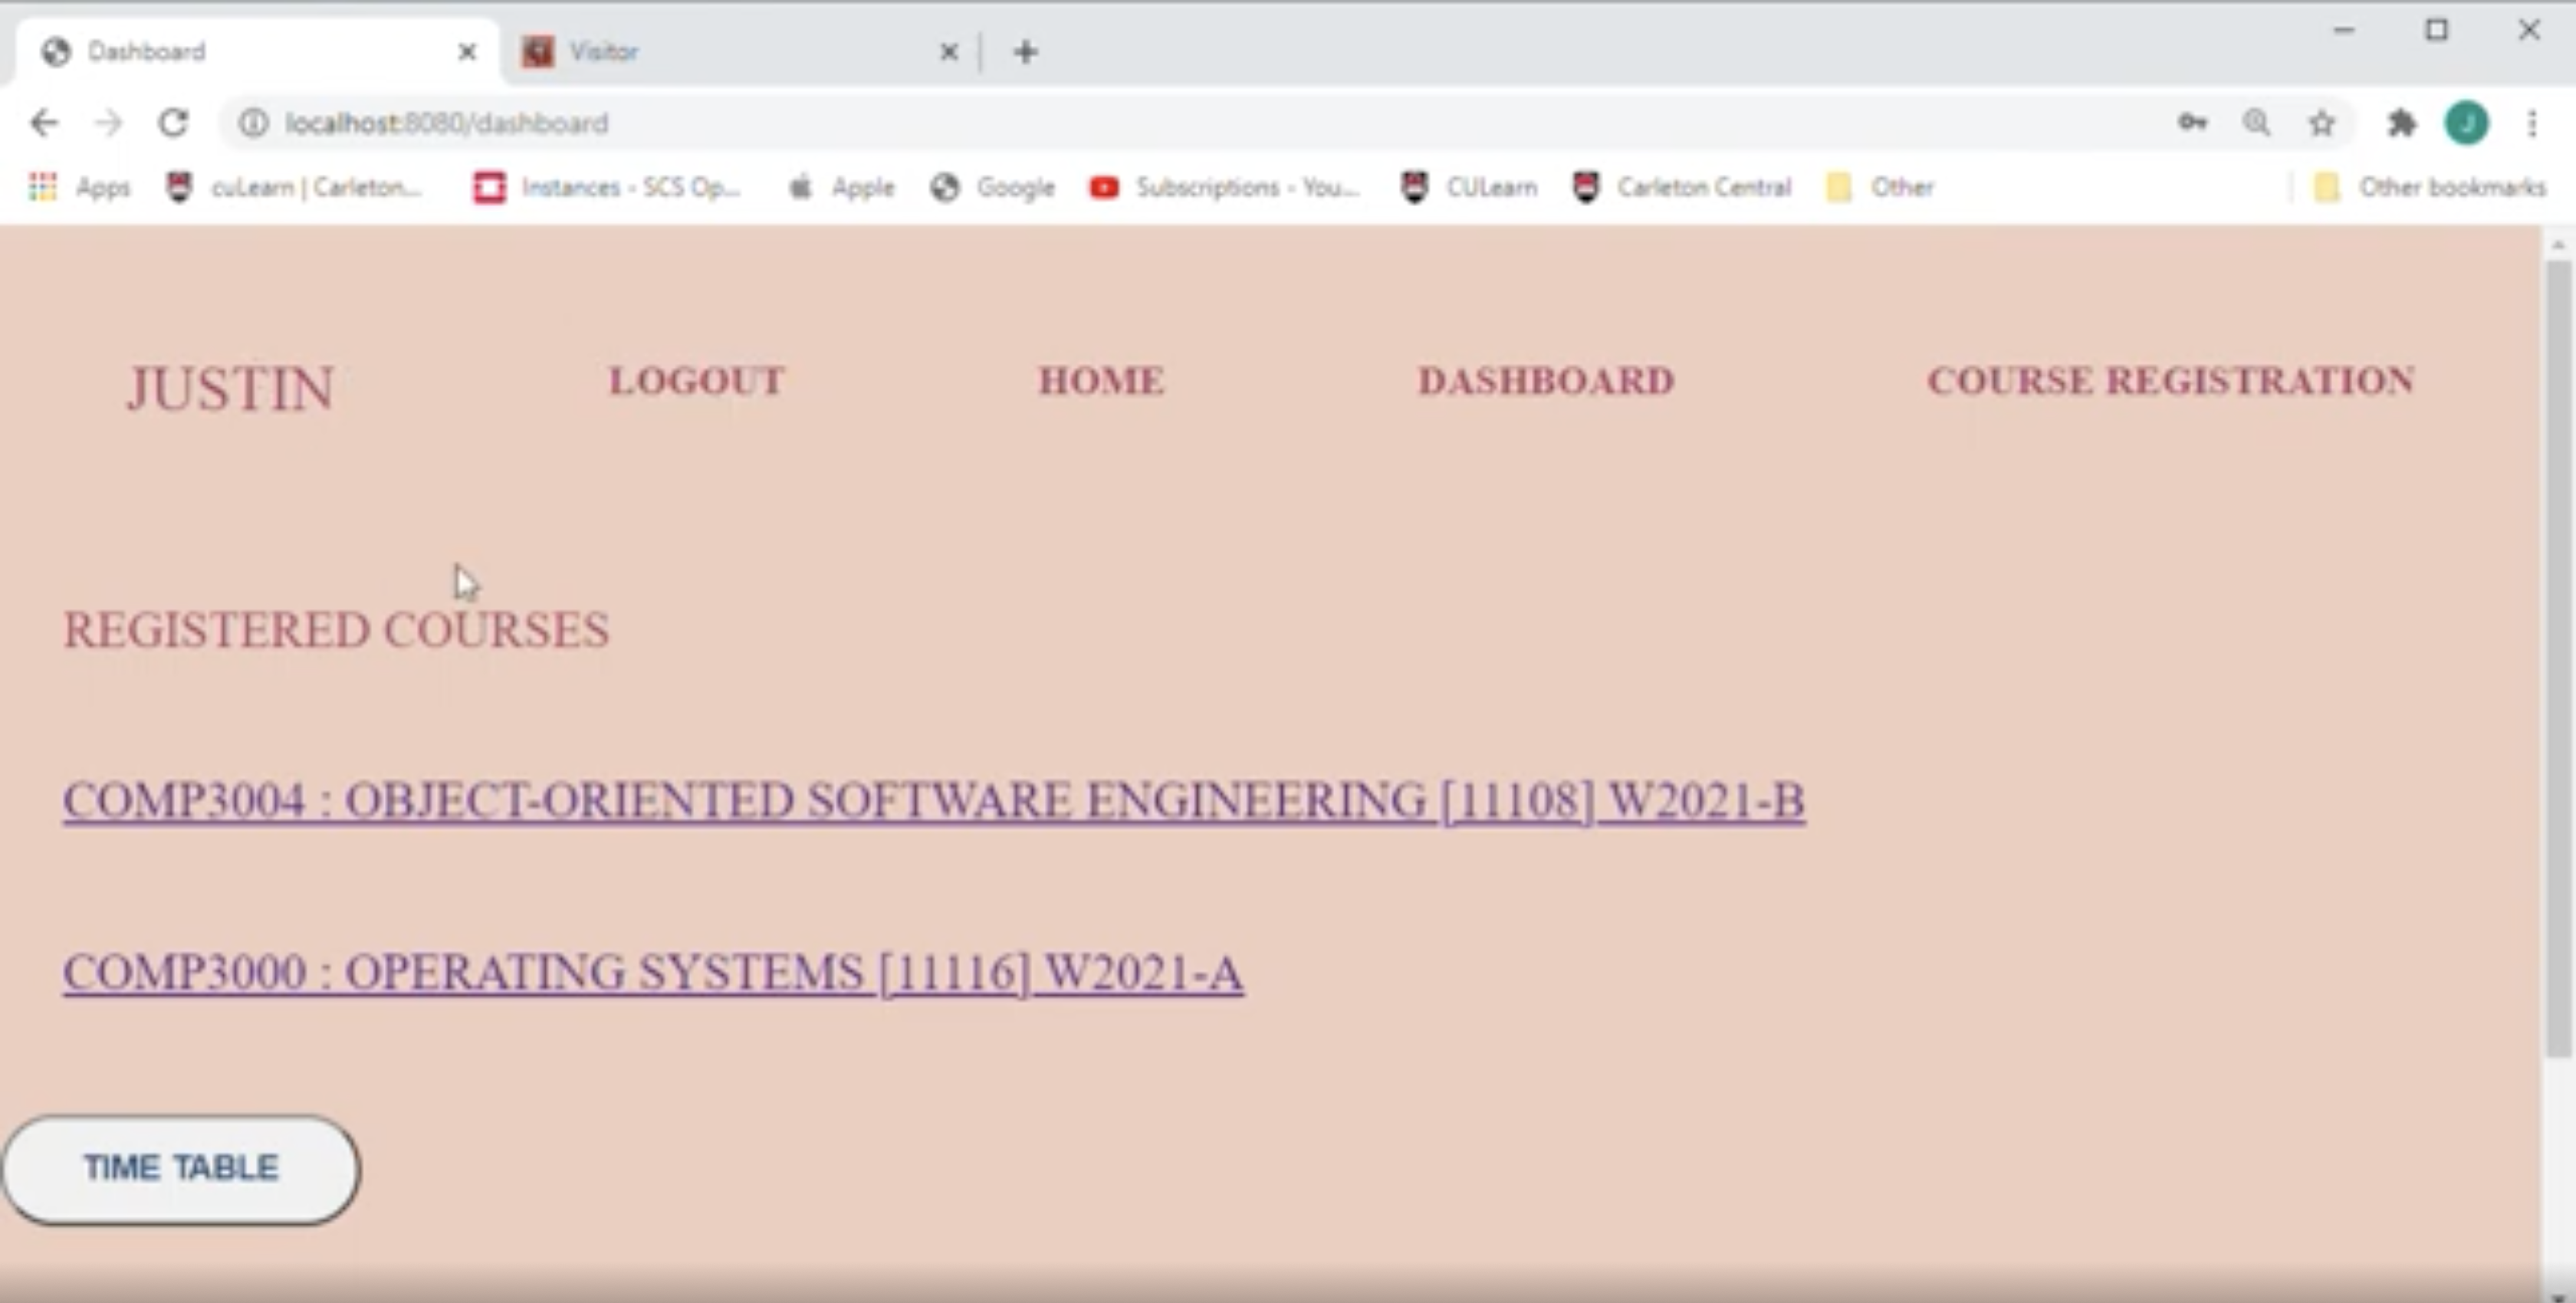 Dashboard
Visitor
localhost:8080/dashboard
J
Apps
cuLearn | Carleton...
Instances - SCS Op...
Apple
Google
Subscriptions - You...
CULearn
Carleton Central
Other
Other bookmarks
JUSTIN
LOGOUT
HOME
DASHBOARD
COURSE REGISTRATION
REGISTERED COURSES
COMP3004 : OBJECT-ORIENTED SOFTWARE ENGINEERING [11108] W2021-B
COMP3000 : OPERATING SYSTEMS [11116] W2021-A
TIME TABLE